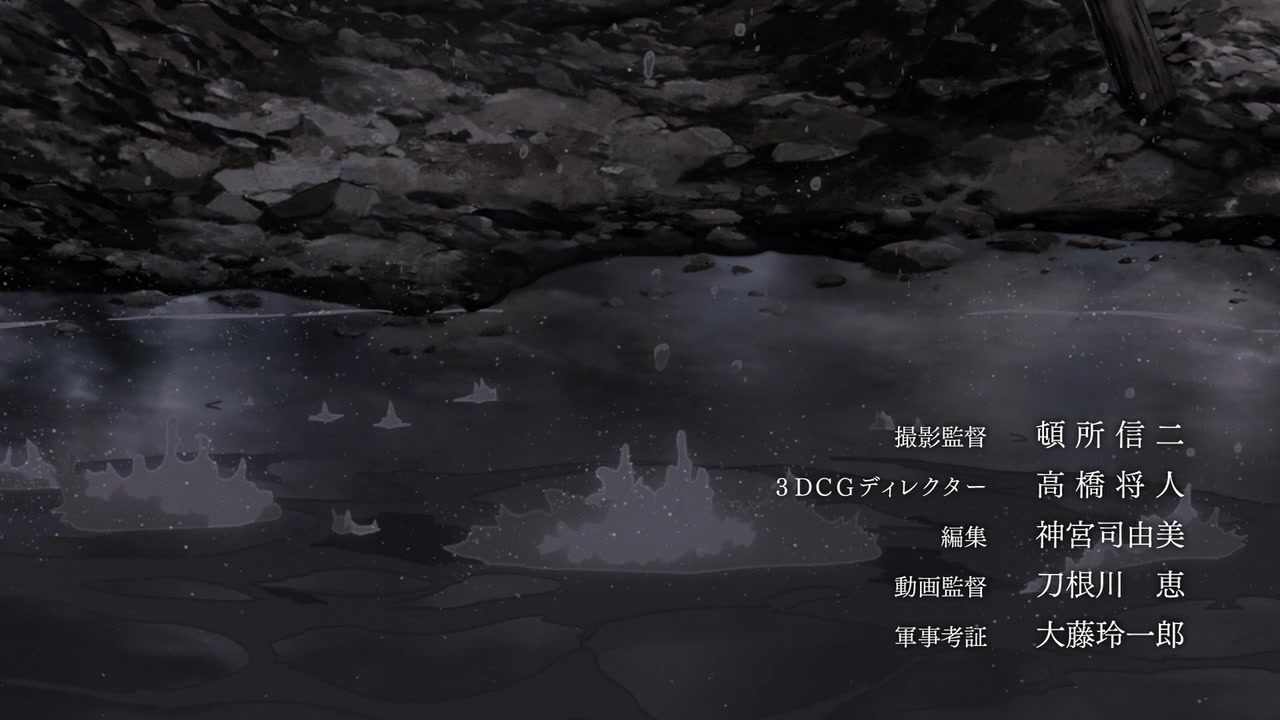 撮影監督 頓所信二
3DCGディレクター 高橋将人
編集 神宮司由美
動画監督 刀根川 恵
軍事考証 大藤玲一郎